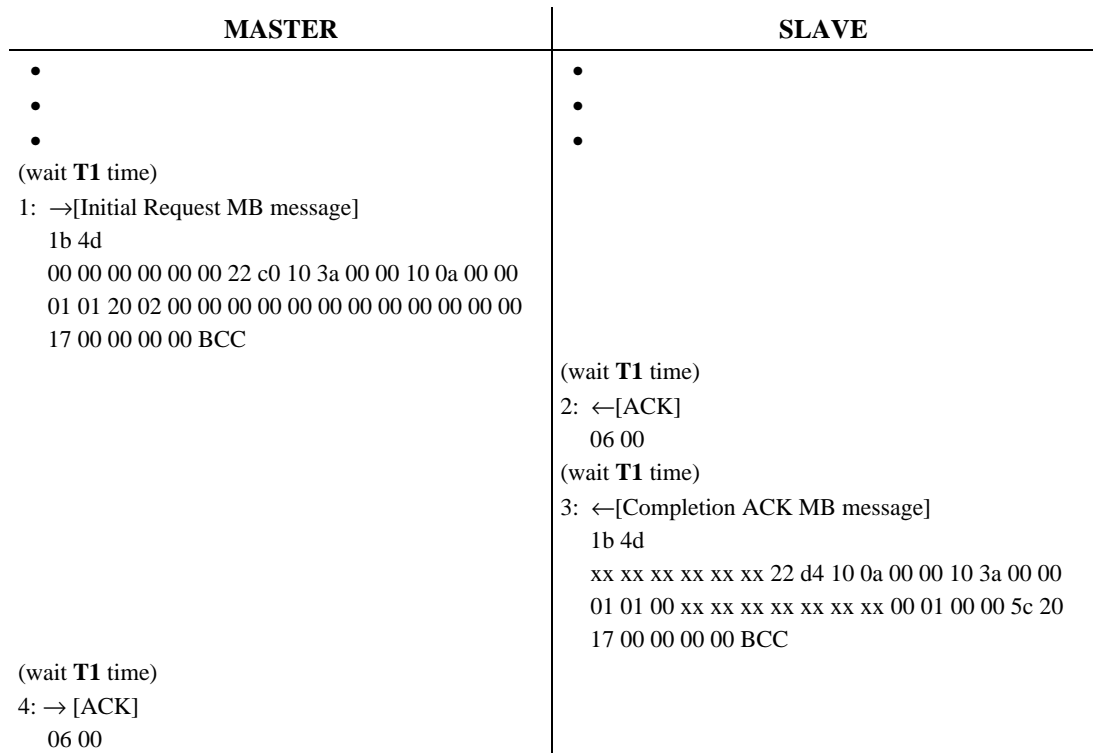 MASTER SLAVE
• •
• •
• •
(wait T1 time)
1: →[Initial Request MB message]
1b 4d
00 00 00 00 00 00 22 c0 10 3a 00 00 10 0a 00 00
01 01 20 02 00 00 00 00 00 00 00 00 00 00 00 00
17 00 00 00 00 BCC
(wait T1 time)
2: ←[ACK]
06 00
(wait T1 time)
3: ←[Completion ACK MB message]
1b 4d
xx xx xx xx xx xx 22 d4 10 0a 00 00 10 3a 00 00
01 01 00 xx xx xx xx xx xx xx 00 01 00 00 5c 20
17 00 00 00 00 BCC
(wait T1 time)
4: → [ACK]
06 00